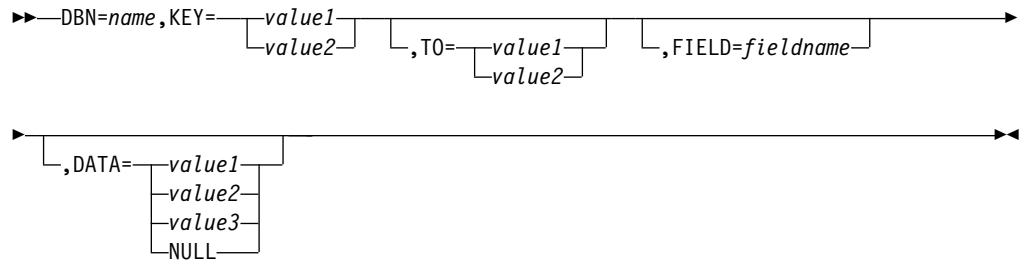 DBN=name,KEY= value1
value2
,TO= value1
value2
,FIELD=fieldname
,DATA= value1
value2
value3
NULL